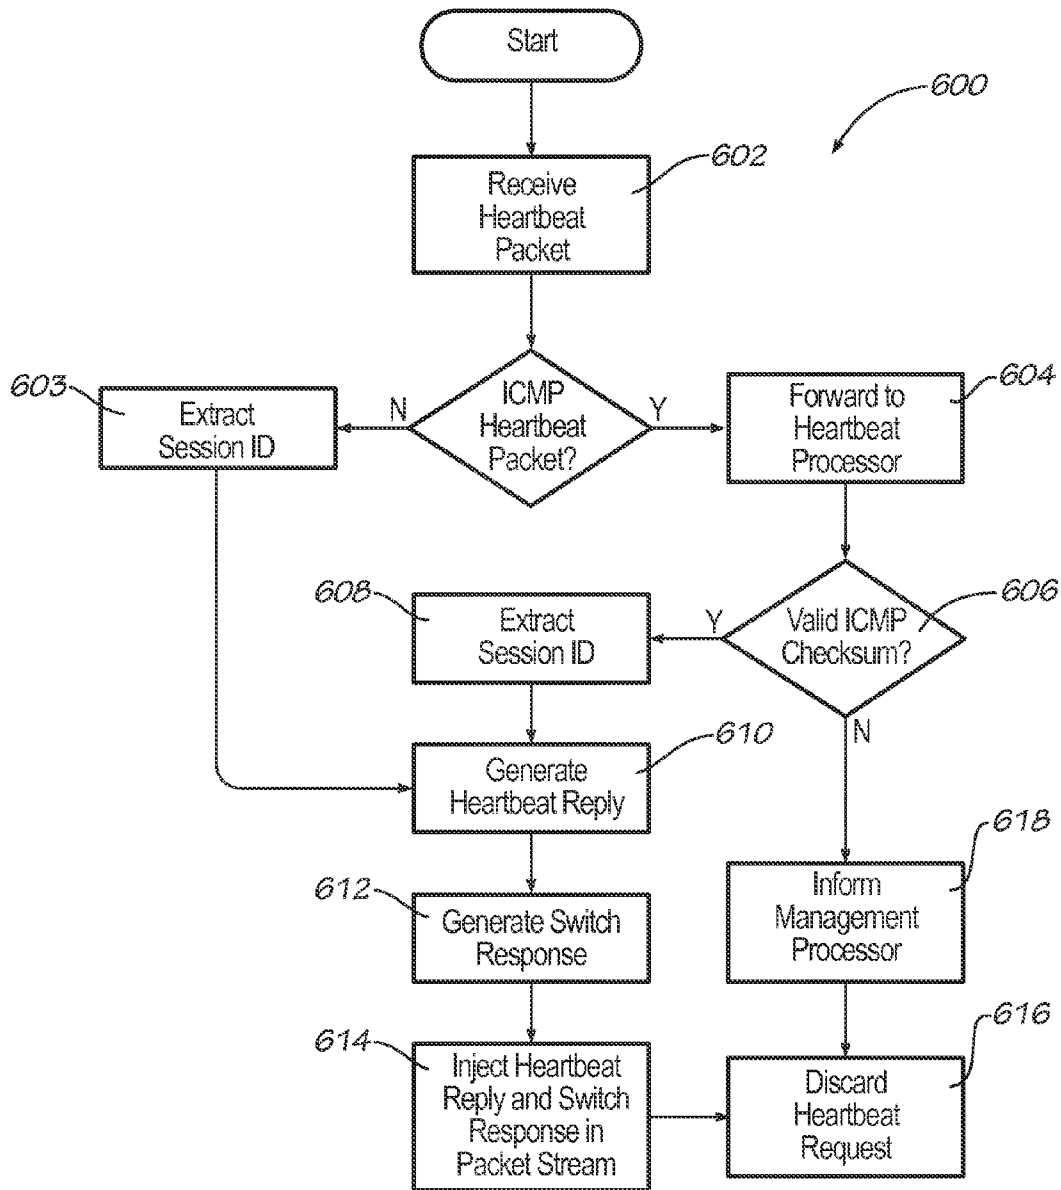 Start
600
602
Receive
Heartbeat
Packet
603
Extract
Session ID
N
ICMP
Heartbeat
Packet?
Y
Forward to
Heartbeat
Processor
604
608
Extract
Session ID
Y
Valid ICMP
Checksum?
606
N
610
Generate
Heartbeat Reply
612
Generate Switch
Response
618
Inform
Management
Processor
614
Inject Heartbeat
Reply and Switch
Response in
Packet Stream
616
Discard
Heartbeat
Request